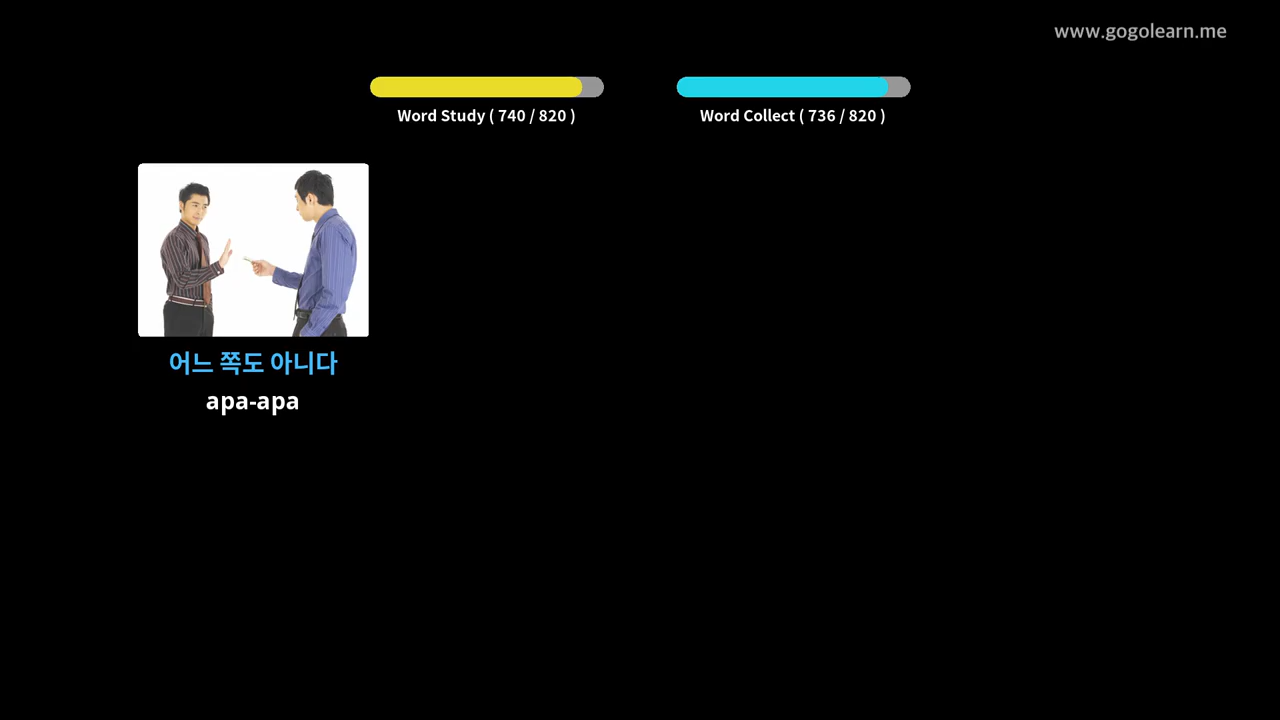 www.gogolearn.me
Word Study ( 740 / 820 )
Word Collect ( 736 / 820 )
어느 쪽도 아니다
apa-apa